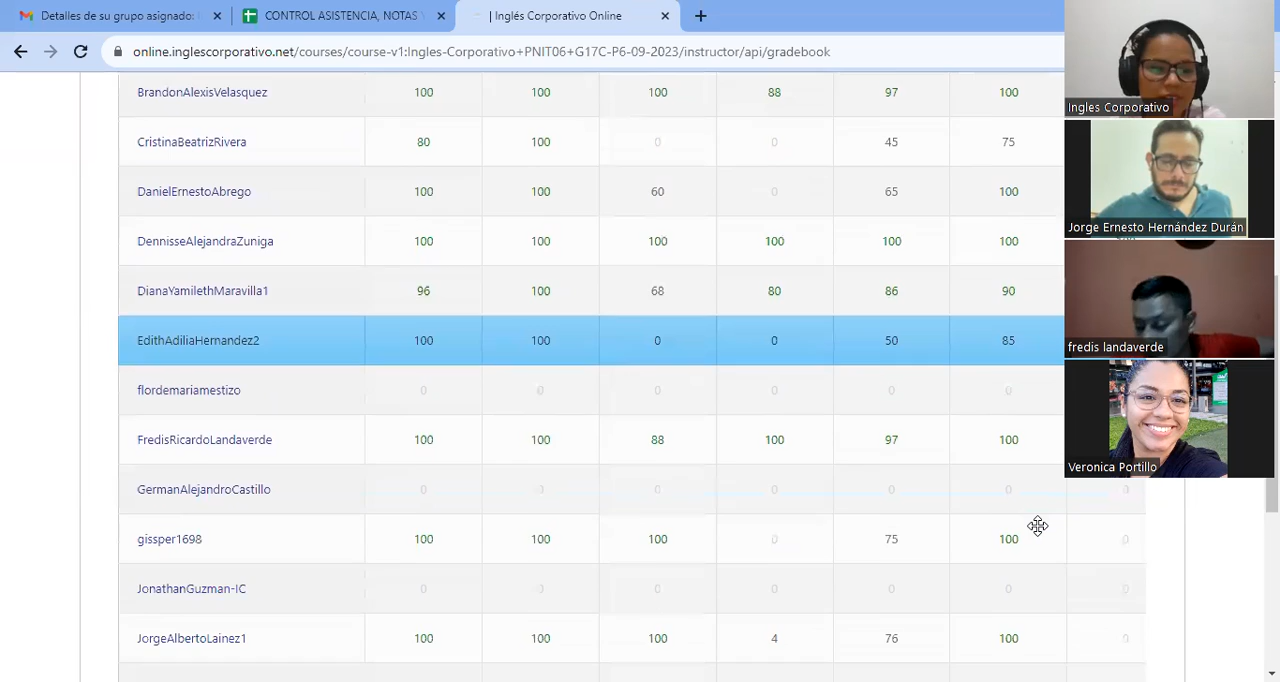 Detalles de su grupo asignado:
CONTROL ASISTENCIA, NOTAS Y
| Inglés Corporativo Online
online.inglescorporativo.net/courses/course-v1:Ingles-Corporativo+PNIT06+G17C-P6-09-2023/instructor/api/gradebook
BrandonAlexisVelasquez 100 100 100 88 97 100
CristinaBeatrizRivera 80 100 0 0 45 75
DanielErnestoAbrego 100 100 60 0 65 100
DennisseAlejandraZuniga 100 100 100 100 100 100
DianaYamilethMaravilla1 96 100 68 80 86 90
EdithAdiliaHernandez2 100 100 0 0 50 85
flordemariamestizo 0 0 0 0 0 0
FredisRicardoLandaverde 100 100 88 100 97 100
GermanAlejandroCastillo 0 0 0 0 0 0 0
gissper1698 100 100 100 0 75 100 0
JonathanGuzman-IC 0 0 0 0 0 0 0
JorgeAlbertoLainez1 100 100 100 4 76 100 0
Ingles Corporativo
Jorge Ernesto Hernández Durán
fredis landaverde
Veronica Portillo